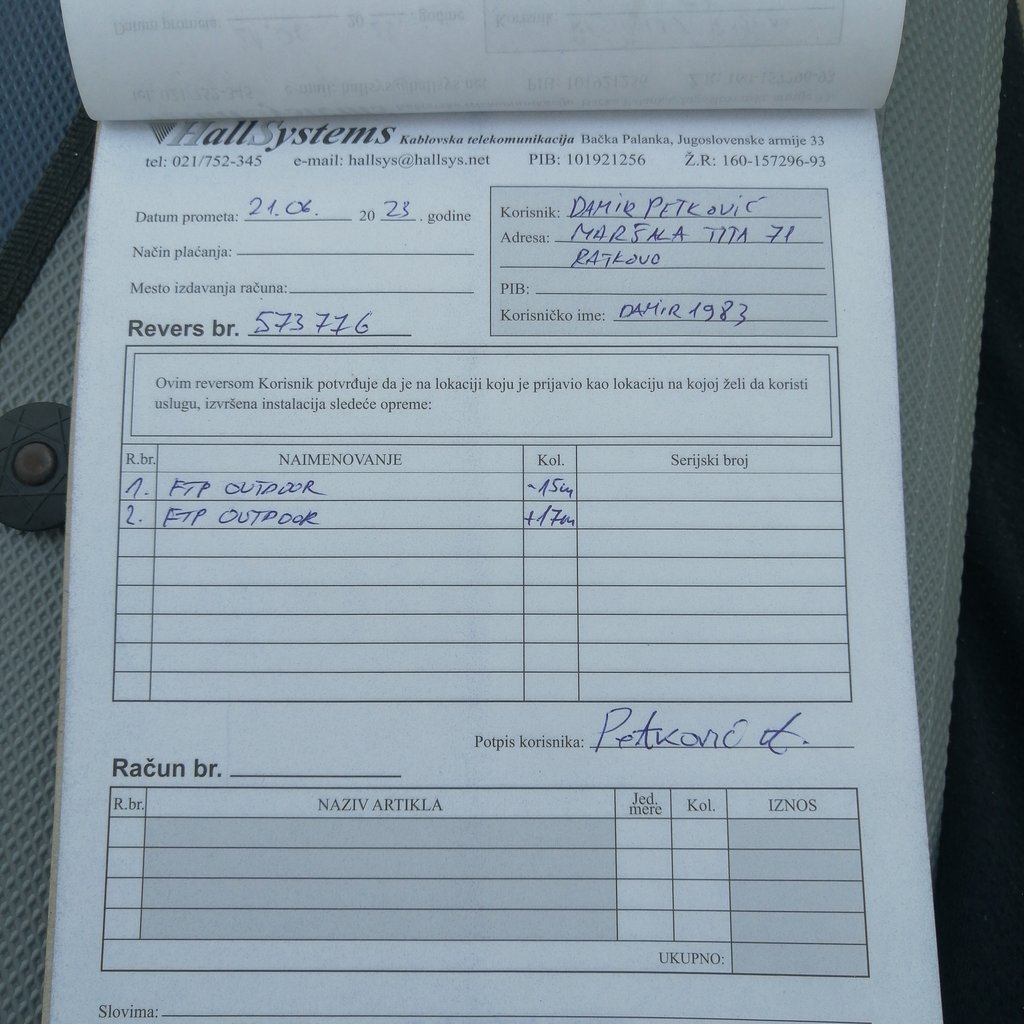 HallSystems Kablovska telekomunikacija Bačka Palanka, Jugoslovenske armije 33
tel: 021/752-345 e-mail: hallsys@hallsys.net PIB: 101921256 Ž.R: 160-157296-93
Datum prometa: 21.06. 20 23 . godine
Način plaćanja:
Mesto izdavanja računa:
Revers br. 573776
Korisnik: DAMIR PETKOVIĆ
Adresa: MARŠALA TITA 71
RATKOVO
PIB:
Korisničko ime: DAMIR1983
Ovim reversom Korisnik potvrđuje da je na lokaciji koju je prijavio kao lokaciju na kojoj želi da koristi
uslugu, izvršena instalacija sledeće opreme:
R.br. NAIMENOVANJE Kol. Serijski broj
1. FTP OUTDOOR -15m
2. FTP OUTDOOR +17m
Potpis korisnika: Petković d.
Račun br.
R.br. NAZIV ARTIKLA Jed. mere Kol. IZNOS
UKUPNO:
Slovima: